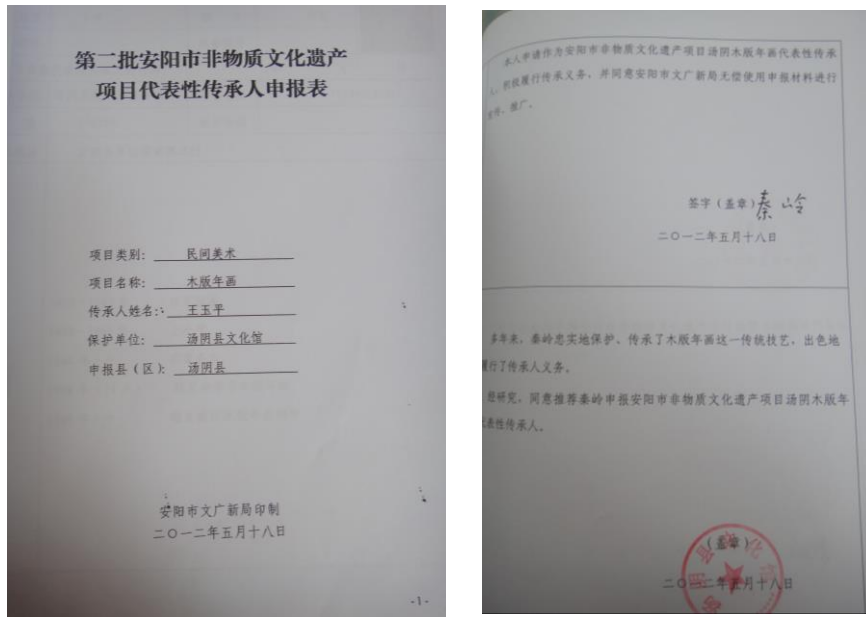 第二批安阳市非物质文化遗产
项目代表性传承人申报表
项目类别: 民间美术
项目名称: 木版年画
传承人姓名: 王玉平
保护单位: 汤阴县文化馆
申报县(区): 汤阴县
安阳市文广新局印制
二〇一二年五月十八日
-1-
本人申请作为安阳市非物质文化遗产项目汤阴木版年画代表性传承
人,积极履行传承义务,并同意安阳市文广新局无偿使用申报材料进行
宣传、推广。
签字(盖章) 秦岭
二〇一二年五月十八日
多年来,秦岭忠实地保护、传承了木版年画这一传统技艺,出色地
履行了传承人义务。
经研究,同意推荐秦岭申报安阳市非物质文化遗产项目汤阴木版年
代表性传承人。
(盖章)
二〇一二年五月十八日